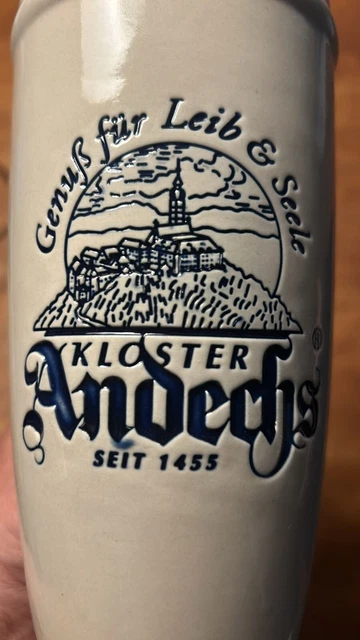 Genuß für Leib & Seele
KLOSTER
Andechs®
SEIT 1455